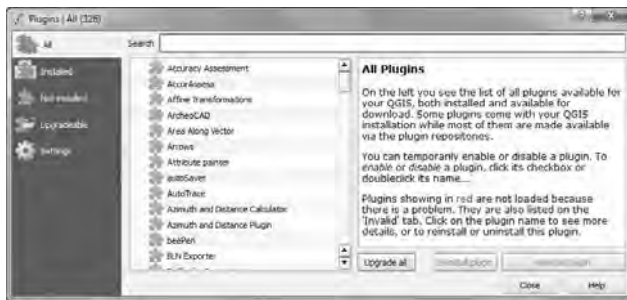 Plugins | All (326)
All
Search
Installed
Not installed
Upgradeable
Settings
Accuracy Assessment
AccurAssess
Affine Transformations
ArcheoCAD
Area Along Vector
Arrows
Attribute painter
autoSaver
AutoTrace
Azimuth and Distance Calculator
Azimuth and Distance Plugin
beePen
BLN Exporter
All Plugins
On the left you see the list of all plugins available for
your QGIS, both installed and available for
download. Some plugins come with your QGIS
installation while most of them are made available
via the plugin repositories.
You can temporarily enable or disable a plugin. To
enable or disable a plugin, click its checkbox or
doubleclick its name...
Plugins showing in red are not loaded because
there is a problem. They are also listed on the
'Invalid' tab. Click on the plugin name to see more
details, or to reinstall or uninstall this plugin.
Upgrade all
Uninstall plugin
Close
Help